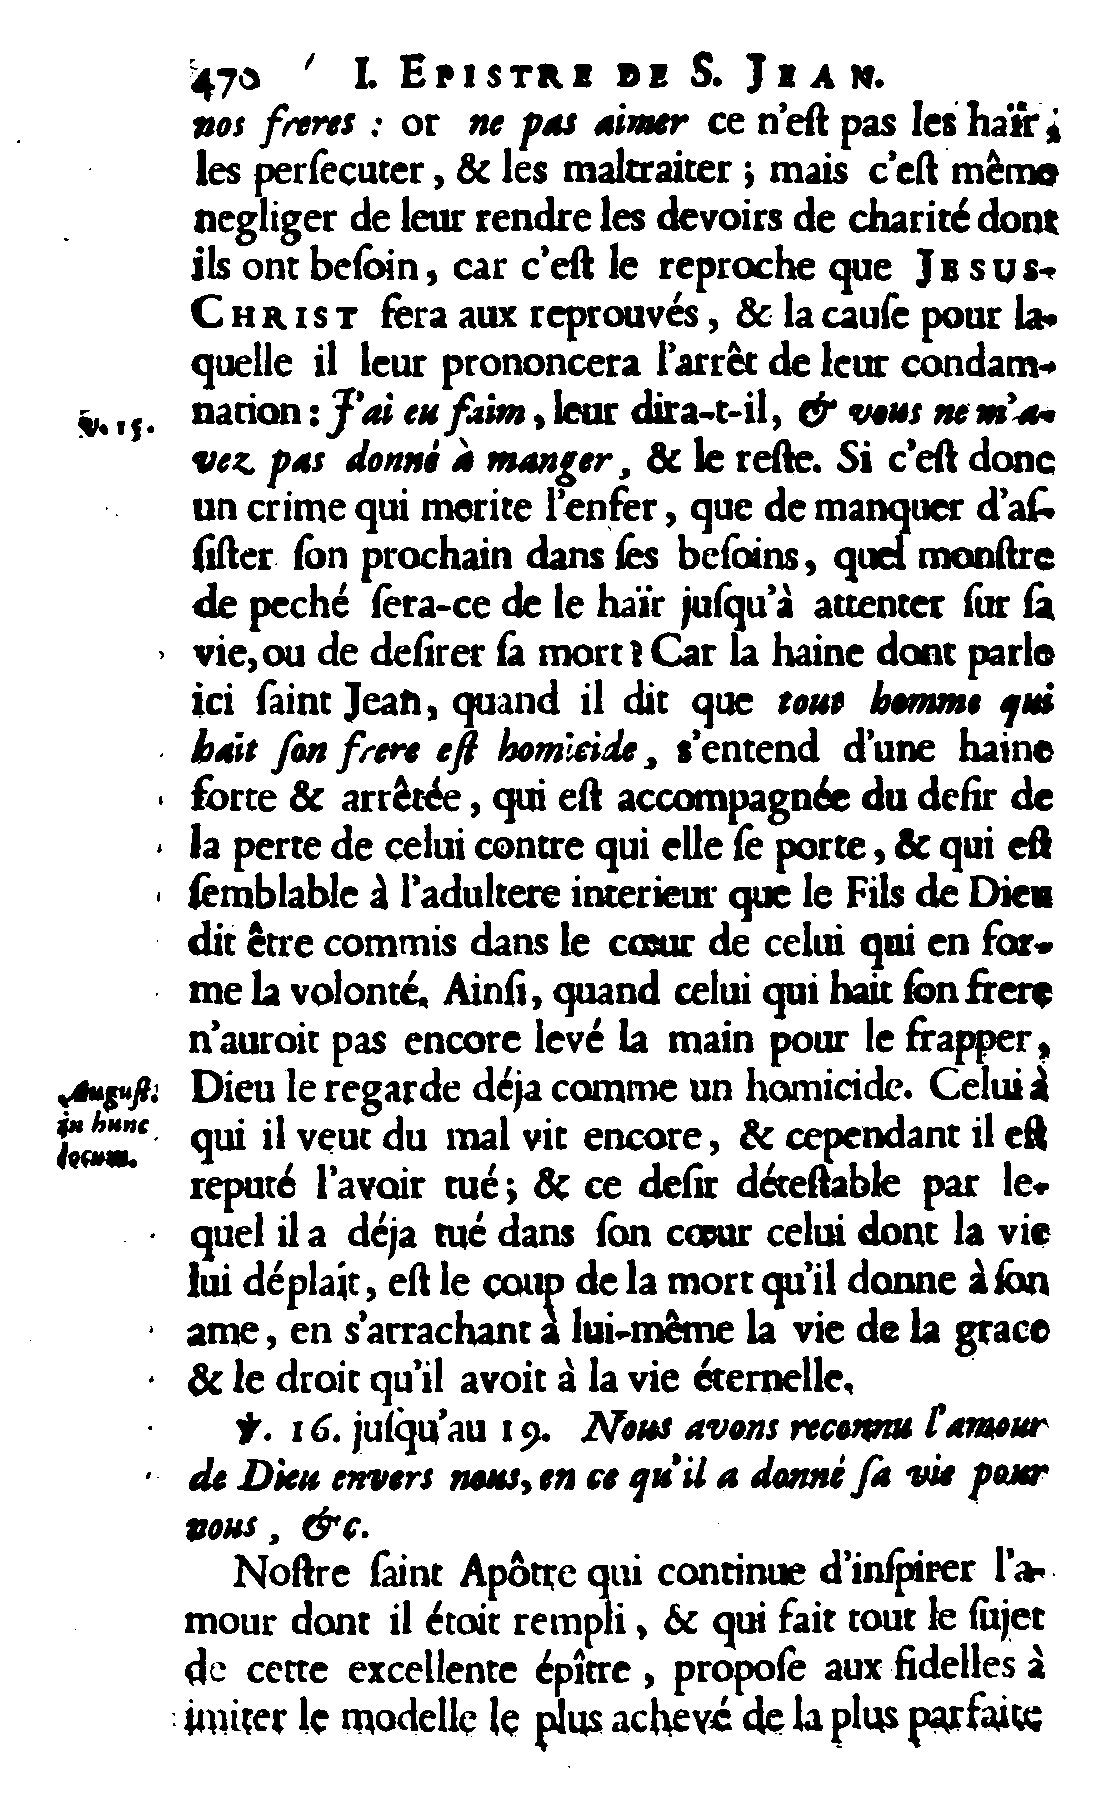 470 I. EPISTRE DE S. JEAN.
nos freres : or ne pas aimer ce n'eſt pas les haïr ;
les perſecuter , & les maltraiter ; mais c'eſt même
negliger de leur rendre les devoirs de charité dont
ils ont beſoin , car c'eſt le reproche que JESUS-
CHRIST fera aux reprouvés , & la cauſe pour la-
quelle il leur prononcera l'arrêt de leur condam-
v. 15.
nation : J'ai eu faim , leur dira-t-il, & vous ne m'a-
vez pas donné à manger , & le reſte. Si c'eſt donc
un crime qui merite l'enfer , que de manquer d'aſ-
ſiſter ſon prochain dans ſes beſoins , quel monſtre
de peché ſera-ce de le haïr juſqu'à attenter ſur ſa
vie, ou de deſirer ſa mort ? Car la haine dont parle
ici ſaint Jean, quand il dit que tout homme qui
hait ſon frere eſt homicide , s'entend d'une haine
forte & arrêtée , qui eſt accompagnée du deſir de
la perte de celui contre qui elle ſe porte , & qui eſt
ſemblable à l'adultere interieur que le Fils de Dieu
dit être commis dans le cœur de celui qui en for-
me la volonté. Ainſi, quand celui qui hait ſon frere
n'auroit pas encore levé la main pour le frapper ,
Auguſt.
in hunc
locum.
Dieu le regarde déja comme un homicide. Celui à
qui il veut du mal vit encore , & cependant il eſt
reputé l'avoir tué ; & ce deſir déteſtable par le-
quel il a déja tué dans ſon cœur celui dont la vie
lui déplaît , eſt le coup de la mort qu'il donne à ſon
ame , en s'arrachant à lui-même la vie de la grace
& le droit qu'il avoit à la vie éternelle.
℣. 16. juſqu'au 19. Nous avons reconnu l'amour
de Dieu envers nous, en ce qu'il a donné ſa vie pour
nous , &c.
Noſtre ſaint Apôtre qui continue d'inſpirer l'a-
mour dont il étoit rempli , & qui fait tout le ſujet
de cette excellente épître , propoſe aux fidelles à
imiter le modelle le plus achevé de la plus parfaite